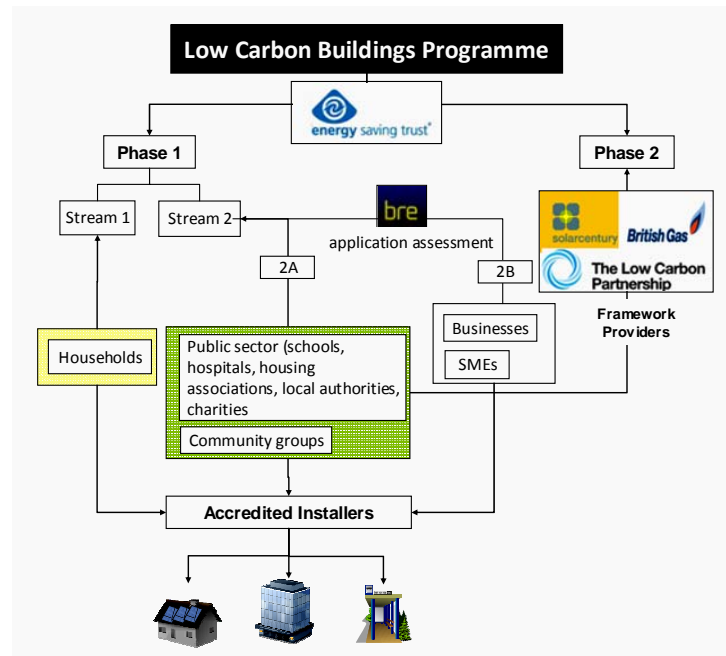 Low Carbon Buildings Programme
energy saving trust®
Phase 1
Phase 2
Stream 1
Stream 2
bre
application assessment
solarcentury
British Gas
The Low Carbon
Partnership
2A
2B
Framework
Providers
Households
Public sector (schools,
hospitals, housing
associations, local authorities,
charities
Community groups
Businesses
SMEs
Accredited Installers